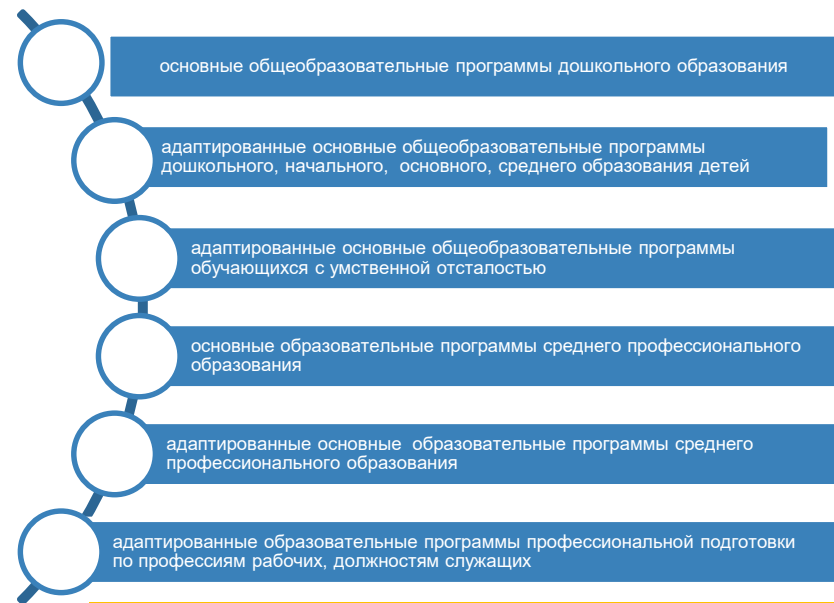 основные общеобразовательные программы дошкольного образования
адаптированные основные общеобразовательные программы
дошкольного, начального, основного, среднего образования детей
адаптированные основные общеобразовательные программы
обучающихся с умственной отсталостью
основные образовательные программы среднего профессионального
образования
адаптированные основные образовательные программы среднего
профессионального образования
адаптированные образовательные программы профессиональной подготовки
по профессиям рабочих, должностям служащих